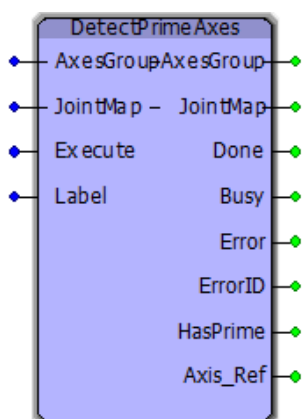 DetectPrimeAxes
AxesGroup AxesGroup
JointMap – JointMap
Execute Done
Label Busy
Error
ErrorID
HasPrime
Axis_Ref